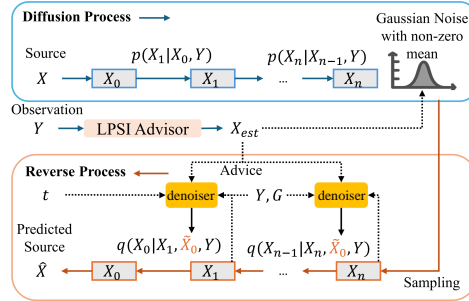 Diffusion Process
Gaussian Noise
with non-zero
mean
Source
p(X₁|X₀, Y)
p(Xₙ|Xₙ₋₁, Y)
X
X₀
X₁
...
Xₙ
Observation
Y
LPSI Advisor
X_est
Reverse Process
Advice
t
denoiser
Y, G
denoiser
Predicted
Source
q(X₀|X₁, X̃₀, Y)
q(Xₙ₋₁|Xₙ, X̃₀, Y)
X̂
X₀
X₁
...
Xₙ
Sampling